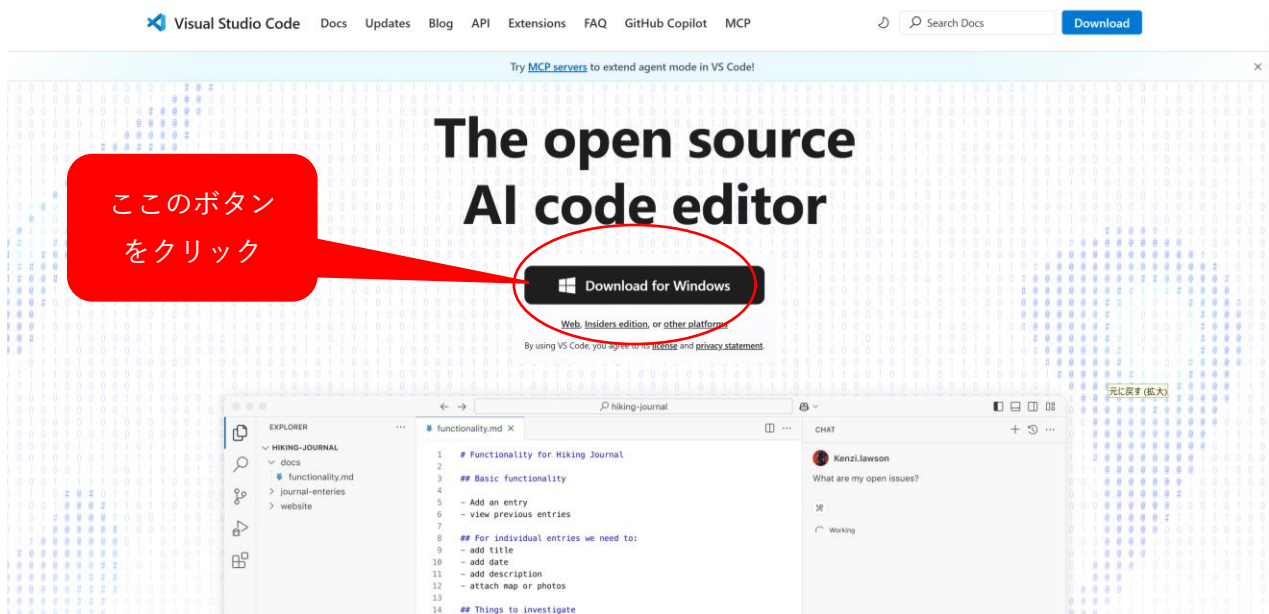 Visual Studio Code Docs Updates Blog API Extensions FAQ GitHub Copilot MCP Search Docs Download
Try MCP servers to extend agent mode in VS Code!
The open source
AI code editor
ここのボタン
をクリック
Download for Windows
Web, Insiders edition, or other platforms
By using VS Code, you agree to its license and privacy statement.
元に戻す (拡大)
hiking-journal
EXPLORER
HIKING-JOURNAL
docs
functionality.md
journal-enteries
website
functionality.md
1 # Functionality for Hiking Journal
2
3 ## Basic functionality
4
5 - Add an entry
6 - view previous entries
7
8 ## For individual entries we need to:
9 - add title
10 - add date
11 - add description
12 - attach map or photos
13
14 ## Things to investigate
CHAT
Kenzi.lawson
What are my open issues?
Working